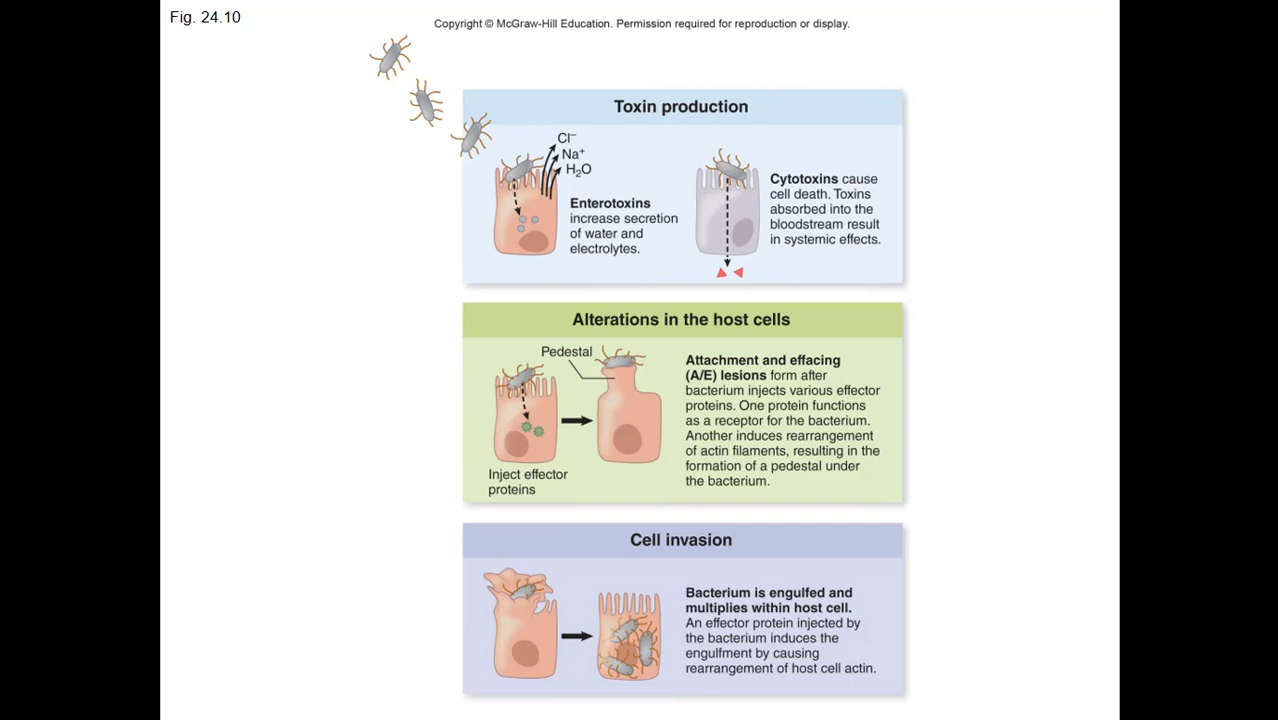 Fig. 24.10
Copyright © McGraw-Hill Education. Permission required for reproduction or display.
Toxin production
Cl⁻
Na⁺
H₂O
Enterotoxins
increase secretion
of water and
electrolytes.
Cytotoxins cause
cell death. Toxins
absorbed into the
bloodstream result
in systemic effects.
Alterations in the host cells
Pedestal
Inject effector
proteins
Attachment and effacing
(A/E) lesions form after
bacterium injects various effector
proteins. One protein functions
as a receptor for the bacterium.
Another induces rearrangement
of actin filaments, resulting in the
formation of a pedestal under
the bacterium.
Cell invasion
Bacterium is engulfed and
multiplies within host cell.
An effector protein injected by
the bacterium induces the
engulfment by causing
rearrangement of host cell actin.